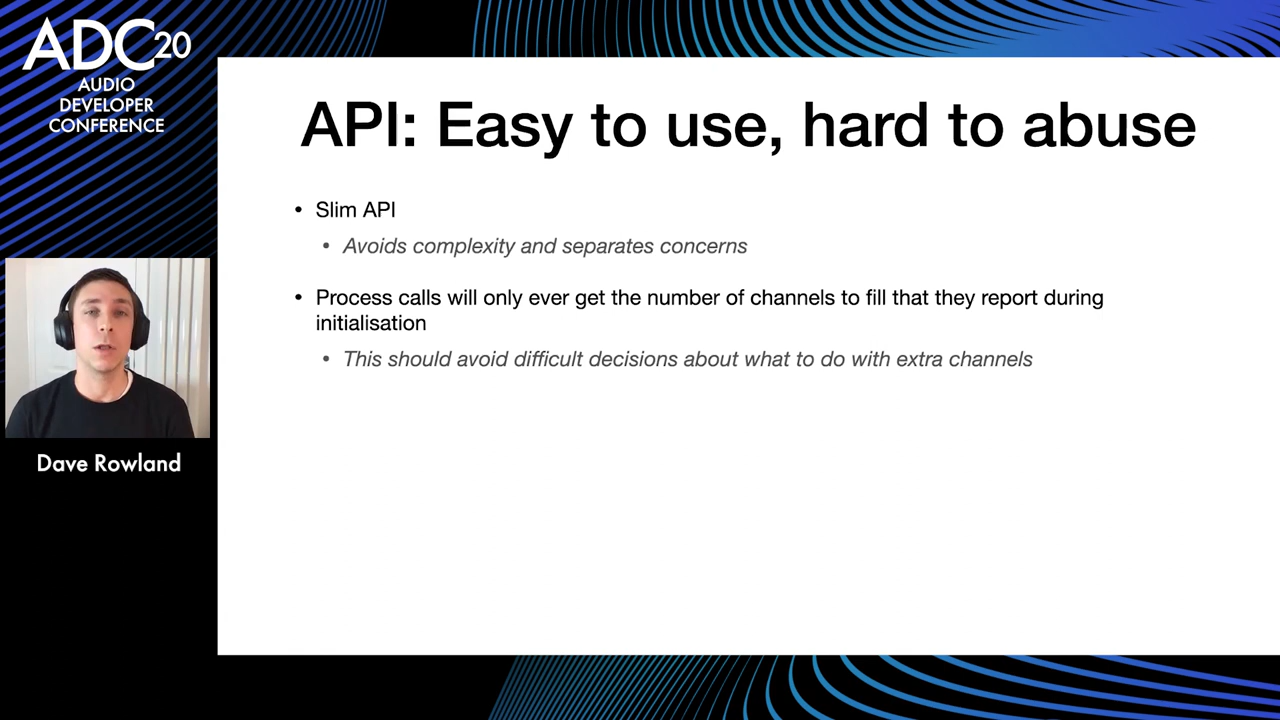 ADC20
AUDIO
DEVELOPER
CONFERENCE
API: Easy to use, hard to abuse
• Slim API
• Avoids complexity and separates concerns
• Process calls will only ever get the number of channels to fill that they report during
initialisation
• This should avoid difficult decisions about what to do with extra channels
Dave Rowland